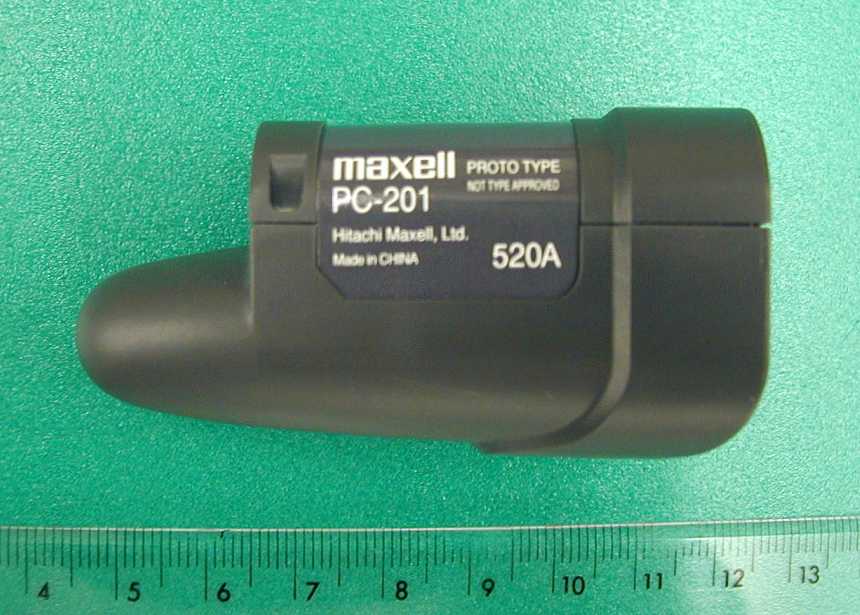 maxell PROTO TYPE
NOT TYPE APPROVED
PC-201
Hitachi Maxell, Ltd.
Made in CHINA 520A
4 5 6 7 8 9 10 11 12 13